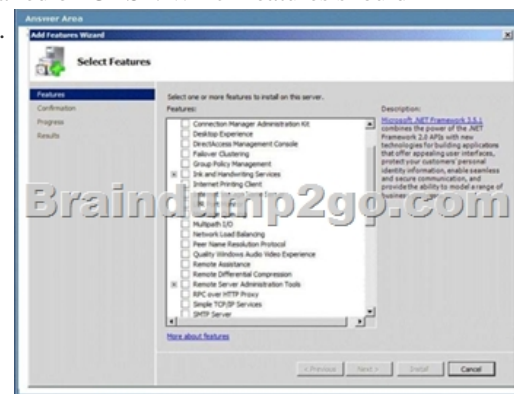 Answer Area
Add Features Wizard
Select Features
Features
Confirmation
Progress
Results
Select one or more features to install on this server.
Features:
Connection Manager Administration Kit
Desktop Experience
DirectAccess Management Console
Failover Clustering
Group Policy Management
Ink and Handwriting Services
Internet Printing Client
Multipath I/O
Network Load Balancing
Peer Name Resolution Protocol
Quality Windows Audio Video Experience
Remote Assistance
Remote Differential Compression
Remote Server Administration Tools
RPC over HTTP Proxy
Simple TCP/IP Services
SMTP Server
More about features
Description:
Microsoft .NET Framework 3.5.1
combines the power of the .NET
Framework 2.0 APIs with new
technologies for building applications
that offer appealing user interfaces,
protect your customers' personal
identity information, enable seamless
and secure communication, and
provide the ability to model a range of
business
Braindump2go.com
< Previous
Next >
Install
Cancel